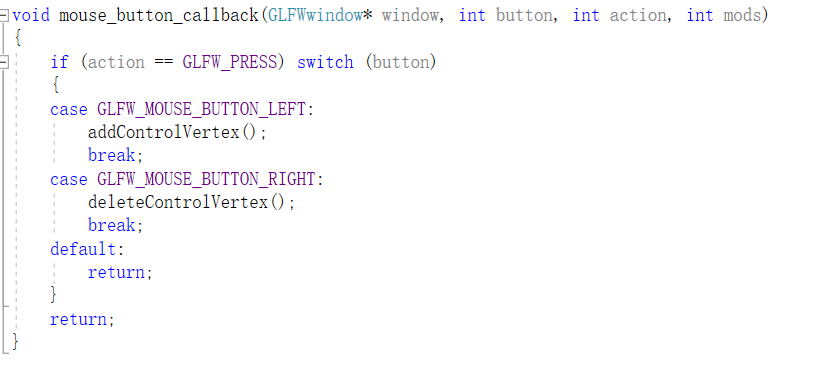 void mouse_button_callback(GLFWwindow* window, int button, int action, int mods)
{
    if (action == GLFW_PRESS) switch (button)
    {
    case GLFW_MOUSE_BUTTON_LEFT:
        addControlVertex();
        break;
    case GLFW_MOUSE_BUTTON_RIGHT:
        deleteControlVertex();
        break;
    default:
        return;
    }
    return;
}